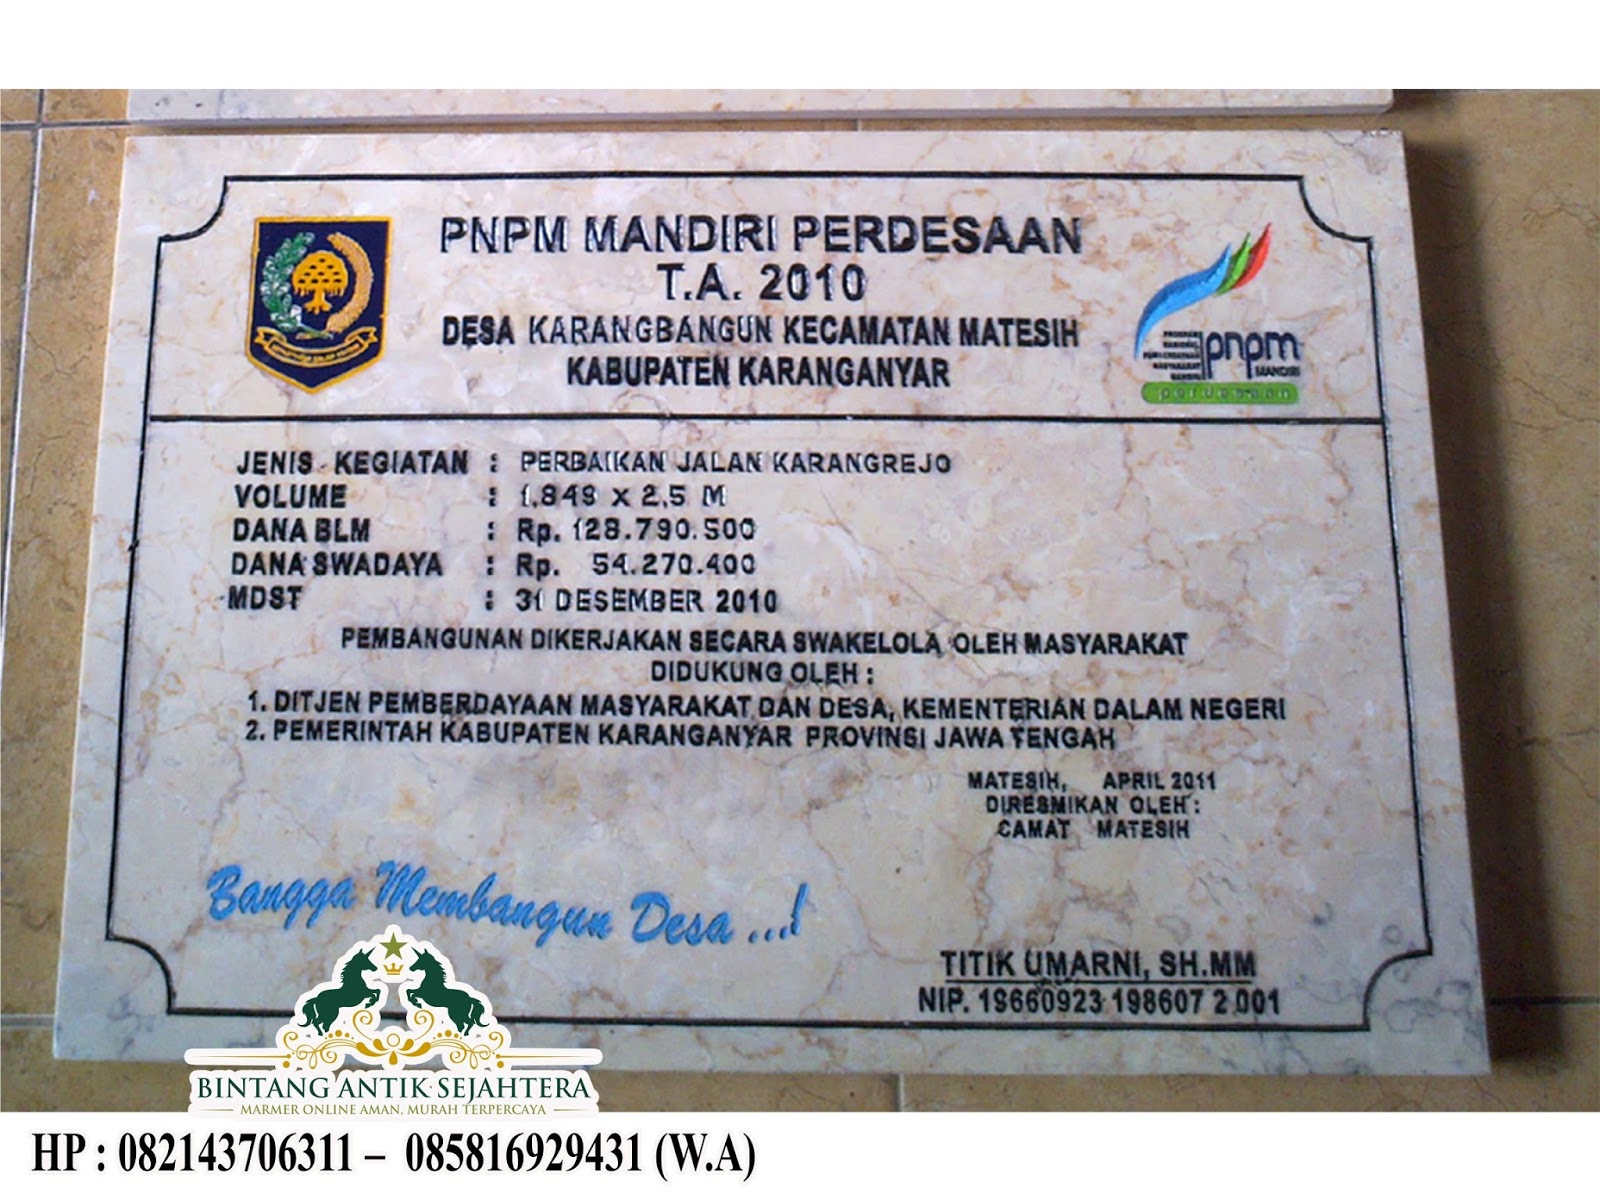 PNPM MANDIRI PERDESAAN
T.A. 2010
DESA KARANGBANGUN KECAMATAN MATESIH
KABUPATEN KARANGANYAR
pnpm
MANDIRI
perdesaan
JENIS KEGIATAN : PERBAIKAN JALAN KARANGREJO
VOLUME : 1.849 x 2,5 M
DANA BLM : Rp. 128.790.500
DANA SWADAYA : Rp. 54.270.400
MDST : 31 DESEMBER 2010
PEMBANGUNAN DIKERJAKAN SECARA SWAKELOLA OLEH MASYARAKAT
DIDUKUNG OLEH :
1. DITJEN PEMBERDAYAAN MASYARAKAT DAN DESA, KEMENTERIAN DALAM NEGERI
2. PEMERINTAH KABUPATEN KARANGANYAR PROVINSI JAWA TENGAH
MATESIH, APRIL 2011
DIRESMIKAN OLEH :
CAMAT MATESIH
Bangga Membangun Desa ...!
TITIK UMARNI, SH.MM
NIP. 19660923 198607 2 001
BINTANG ANTIK SEJAHTERA
MARMER ONLINE AMAN, MURAH TERPERCAYA
HP : 082143706311 – 085816929431 (W.A)